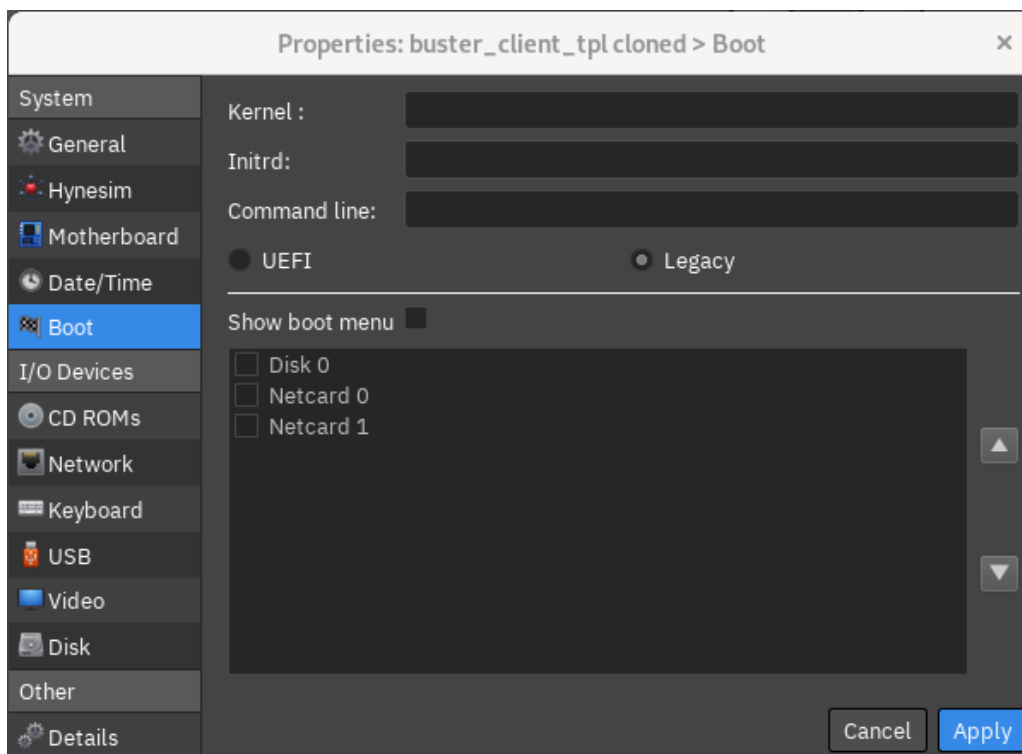 Properties: buster_client_tpl cloned > Boot
System
General
Hynesim
Motherboard
Date/Time
Boot
I/O Devices
CD ROMs
Network
Keyboard
USB
Video
Disk
Other
Details
Kernel :
Initrd:
Command line:
UEFI
Legacy
Show boot menu
Disk 0
Netcard 0
Netcard 1
Cancel
Apply